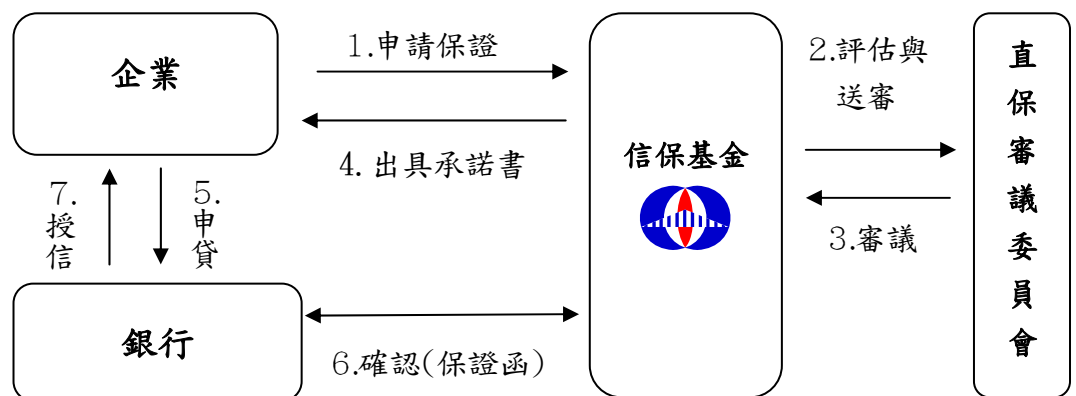 企業
1.申請保證
4. 出具承諾書
信保基金
2.評估與
送審
3.審議
直保審議委員會
7.
授信
5.
申貸
銀行
6.確認(保證函)